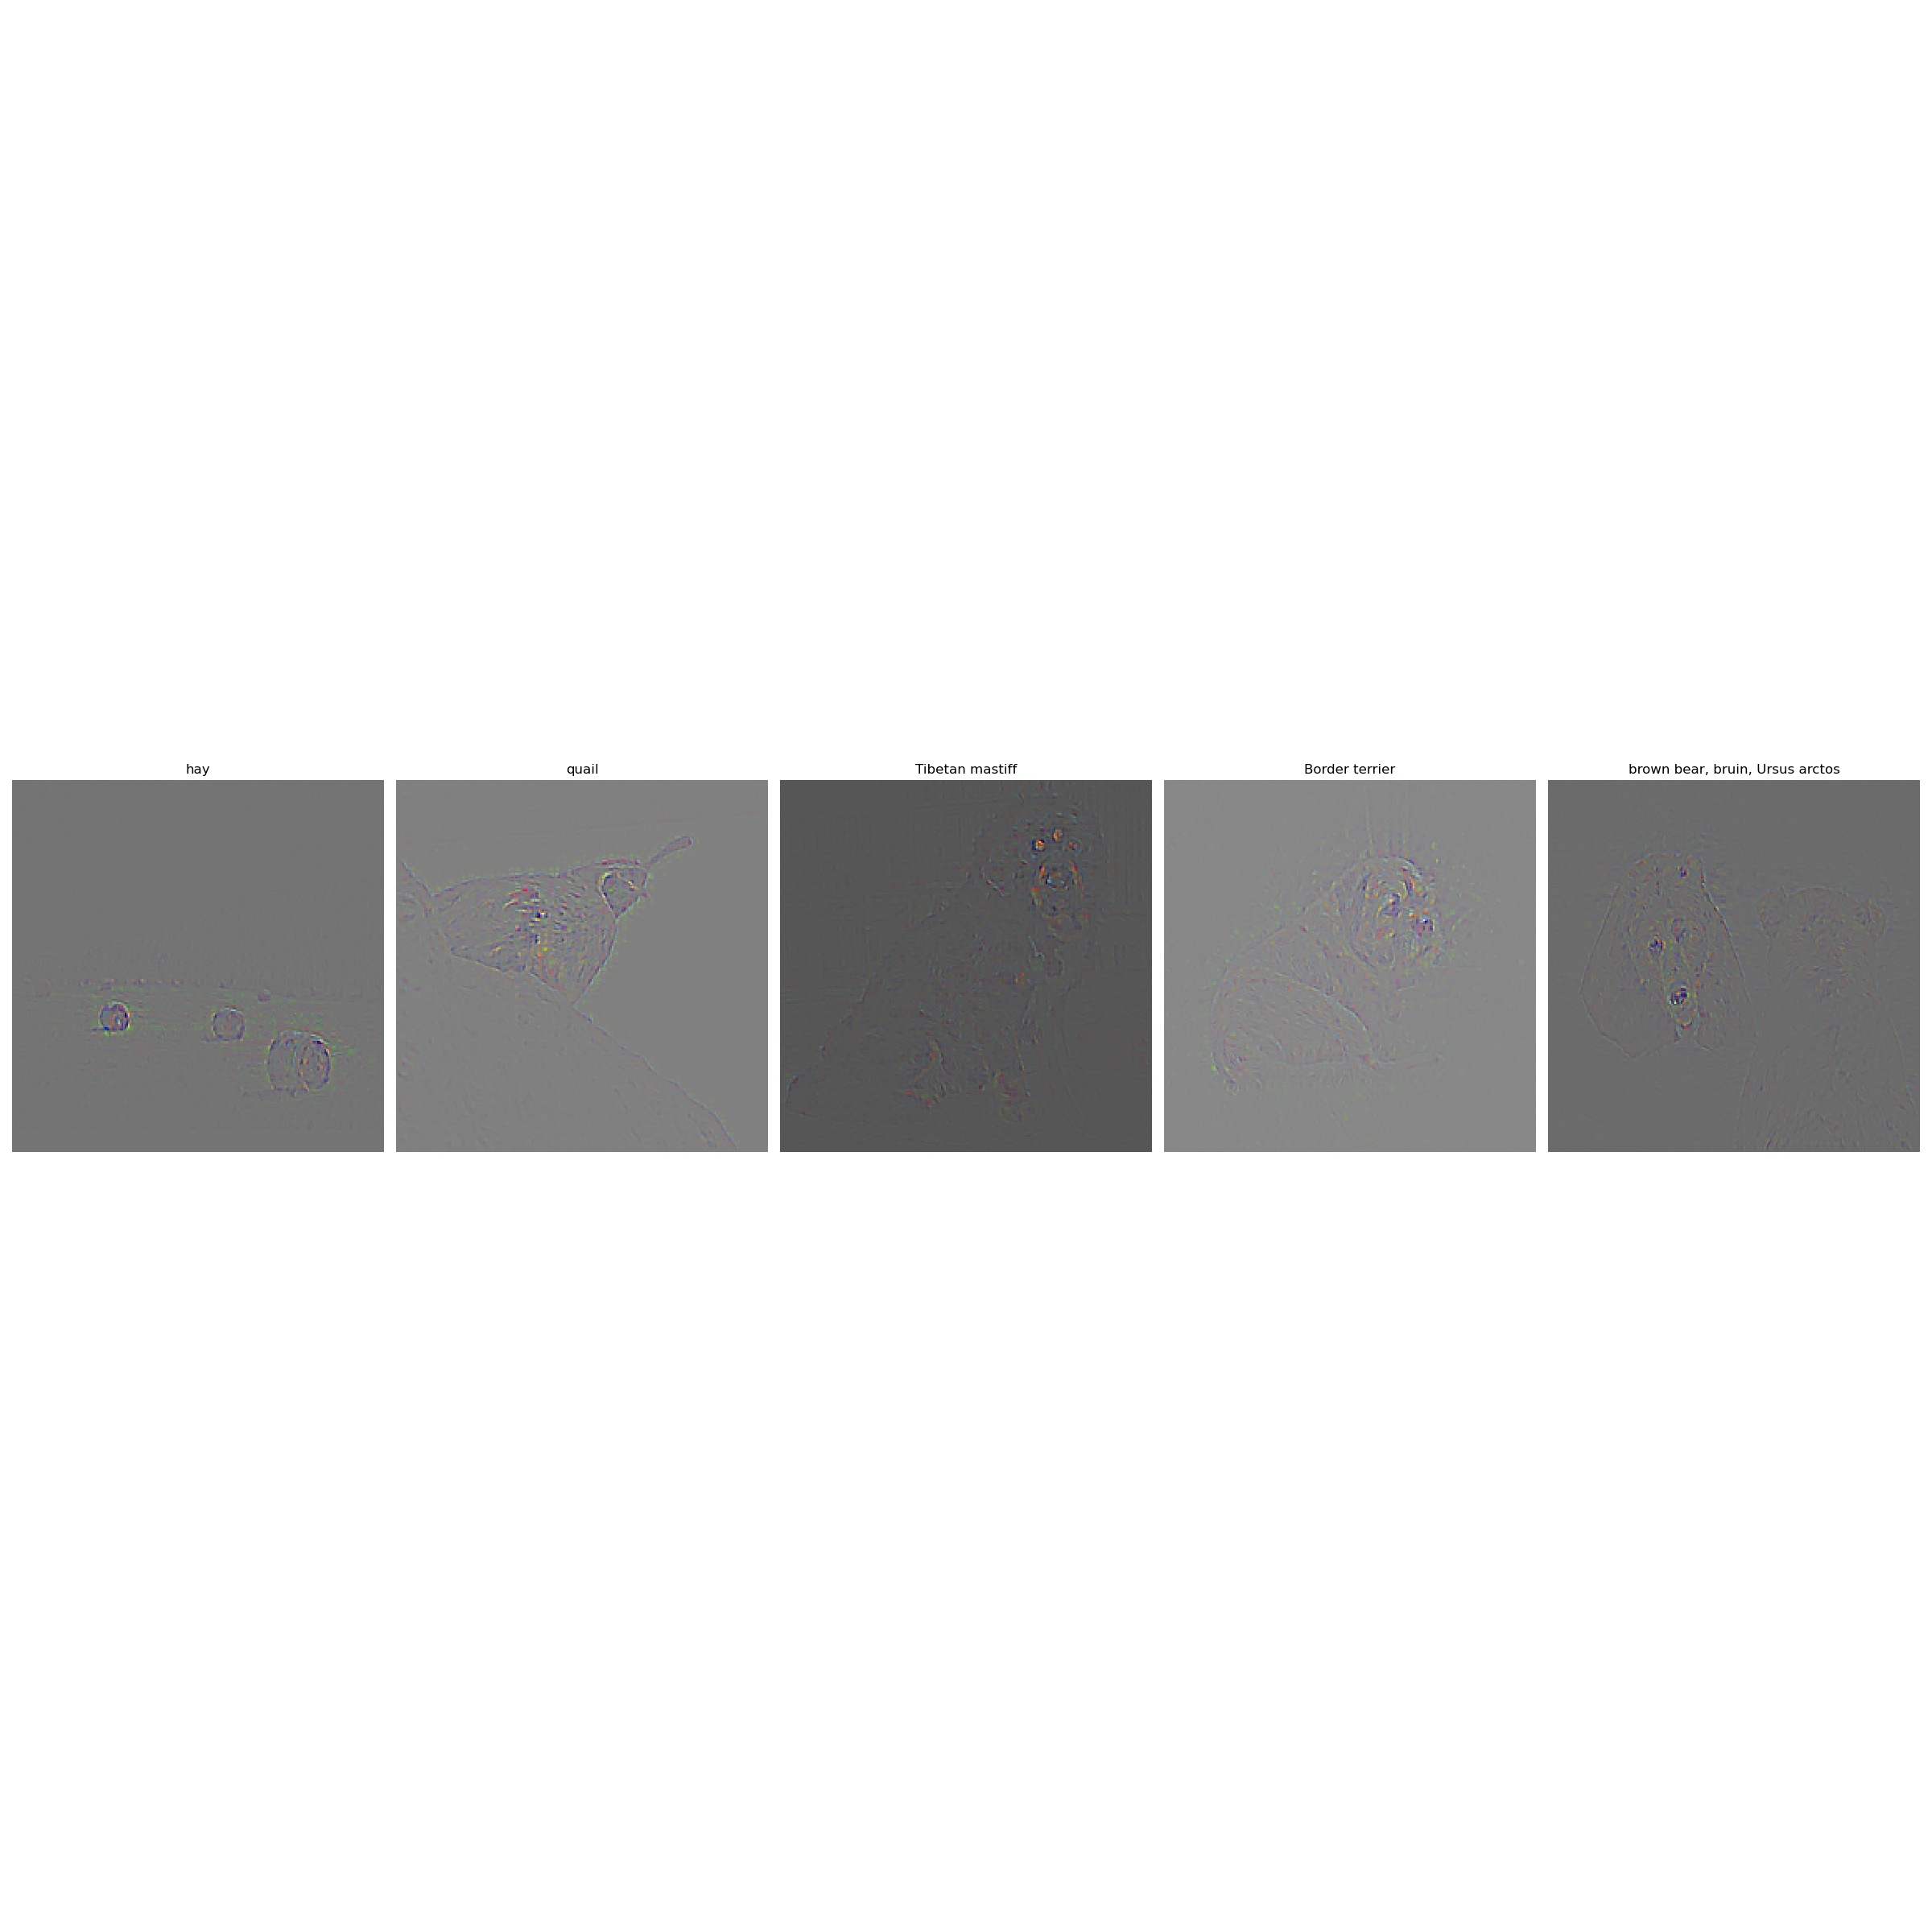 hay
quail
Tibetan mastiff
Border terrier
brown bear, bruin, Ursus arctos